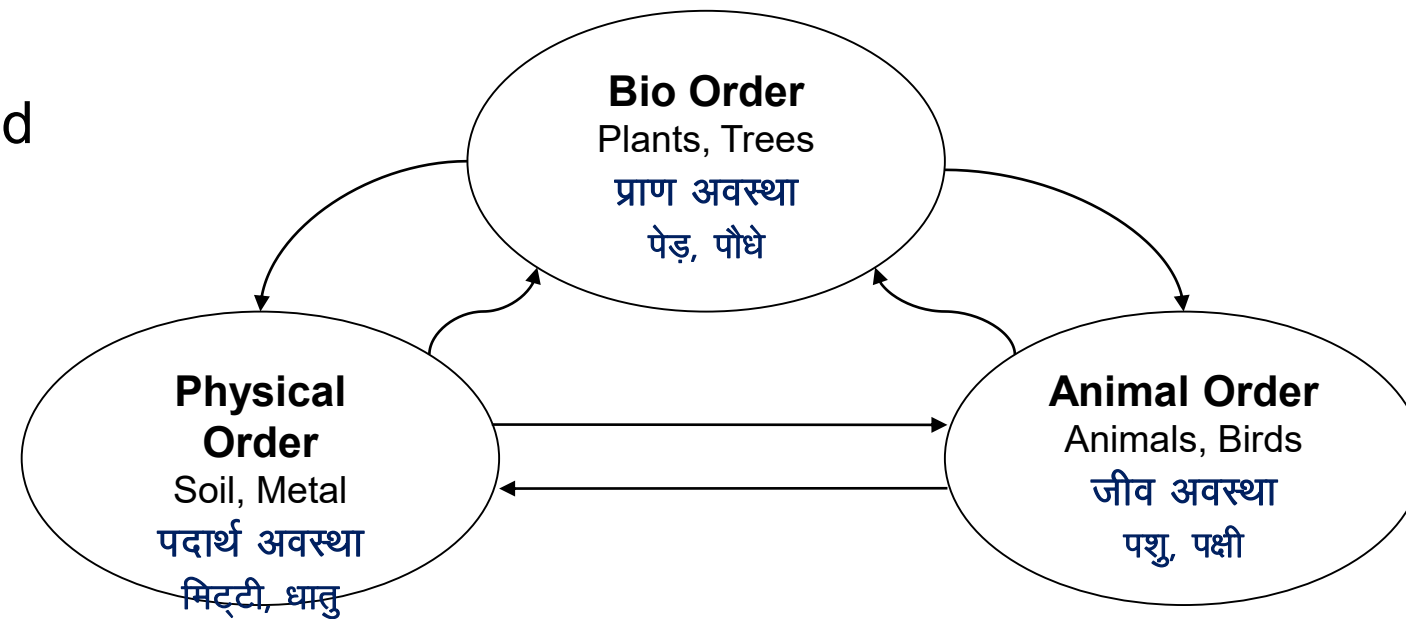 d
Bio Order
Plants, Trees
प्राण अवस्था
पेड़, पौधे
Physical
Order
Soil, Metal
पदार्थ अवस्था
मिट्टी, धातु
Animal Order
Animals, Birds
जीव अवस्था
पशु, पक्षी